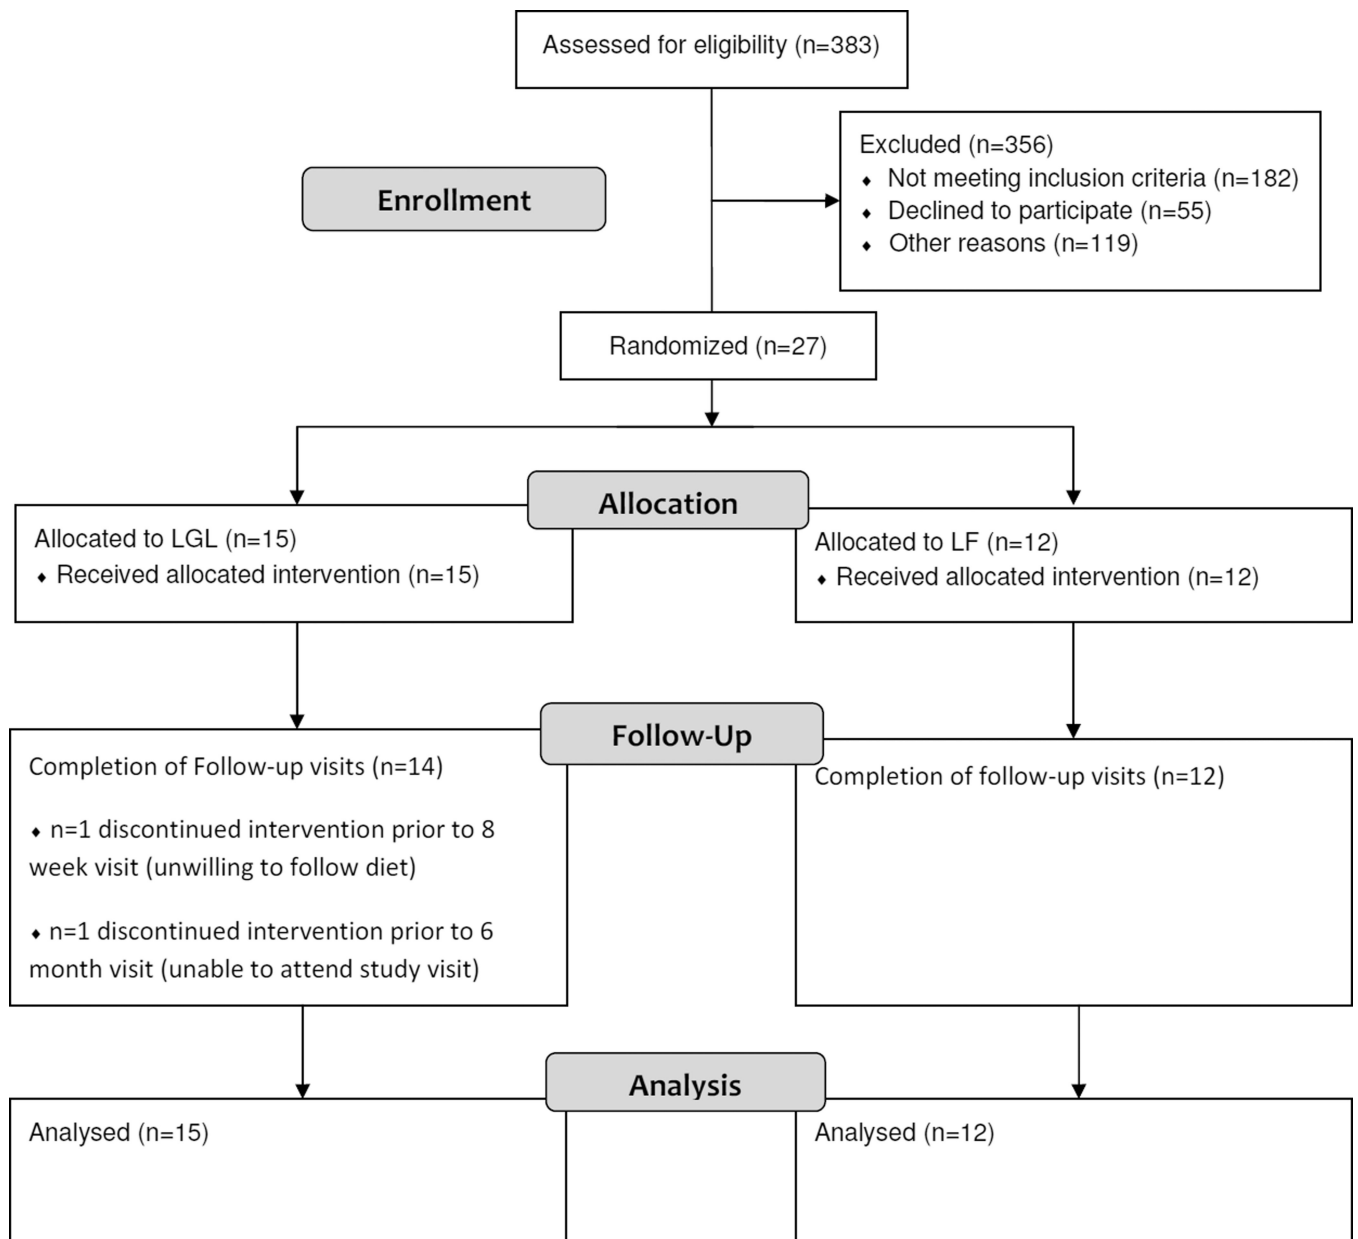 Assessed for eligibility (n=383)
Excluded (n=356)
⬧ Not meeting inclusion criteria (n=182)
⬧ Declined to participate (n=55)
⬧ Other reasons (n=119)
Enrollment
Randomized (n=27)
Allocation
Allocated to LGL (n=15)
⬧ Received allocated intervention (n=15)
Allocated to LF (n=12)
⬧ Received allocated intervention (n=12)
Follow-Up
Completion of Follow-up visits (n=14)
⬧ n=1 discontinued intervention prior to 8
week visit (unwilling to follow diet)
⬧ n=1 discontinued intervention prior to 6
month visit (unable to attend study visit)
Completion of follow-up visits (n=12)
Analysis
Analysed (n=15)
Analysed (n=12)